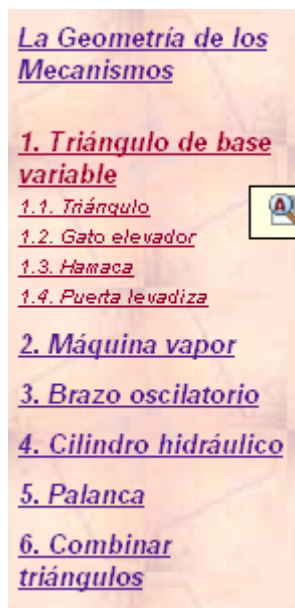 La Geometría de los
Mecanismos
1. Triángulo de base
variable
1.1. Triángulo
1.2. Gato elevador
1.3. Hamaca
1.4. Puerta levadiza
2. Máquina vapor
3. Brazo oscilatorio
4. Cilindro hidráulico
5. Palanca
6. Combinar
triángulos
A